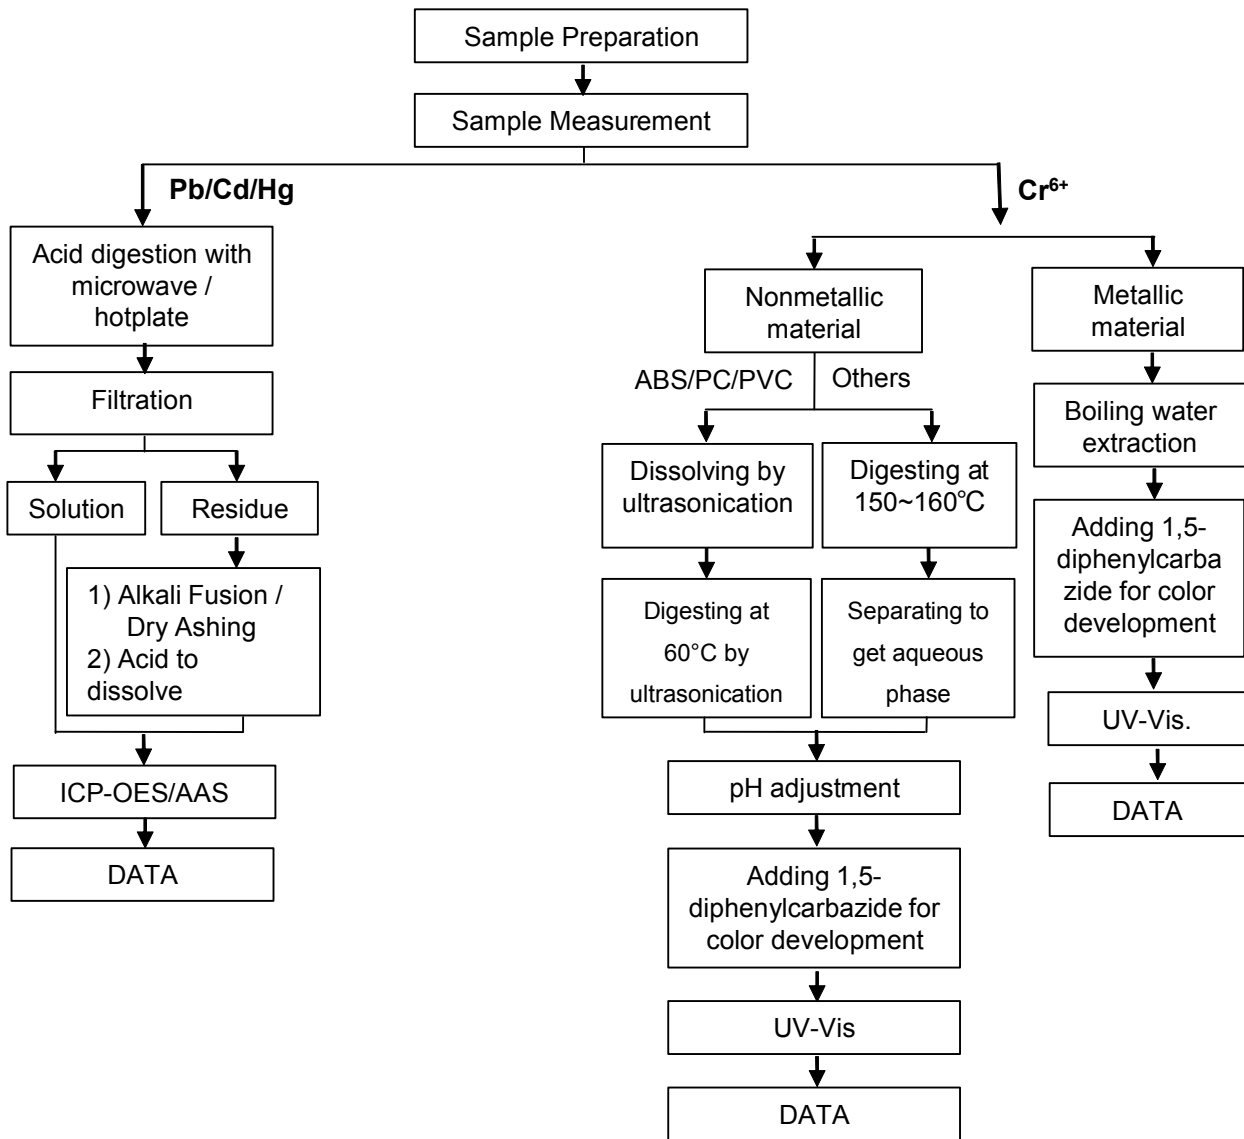 Sample Preparation
Sample Measurement
Pb/Cd/Hg
Acid digestion with
microwave /
hotplate
Filtration
Solution
Residue
1) Alkali Fusion /
Dry Ashing
2) Acid to
dissolve
ICP-OES/AAS
DATA
Cr⁶⁺
Nonmetallic
material
ABS/PC/PVC
Others
Dissolving by
ultrasonication
Digesting at
150~160℃
Digesting at
60°C by
ultrasonication
Separating to
get aqueous
phase
pH adjustment
Adding 1,5-
diphenylcarbazide for
color development
UV-Vis
DATA
Metallic
material
Boiling water
extraction
Adding 1,5-
diphenylcarba
zide for color
development
UV-Vis.
DATA